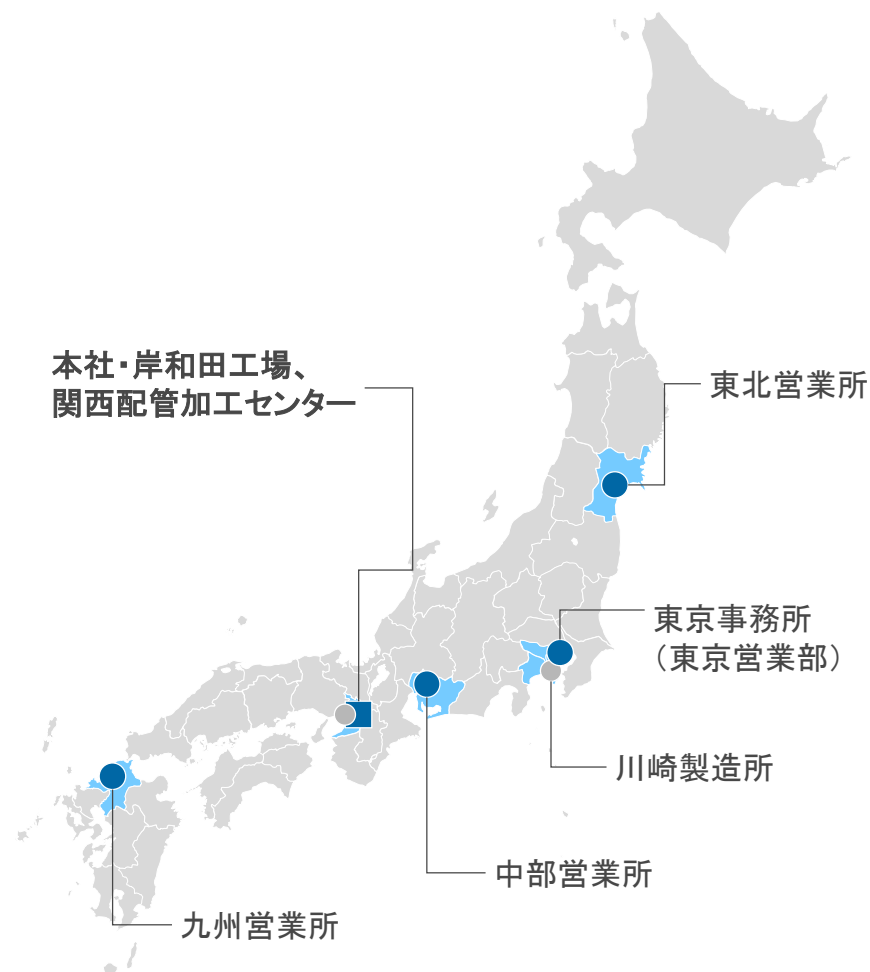 本社・岸和田工場、
関西配管加工センター
東北営業所
東京事務所
（東京営業部）
川崎製造所
中部営業所
九州営業所